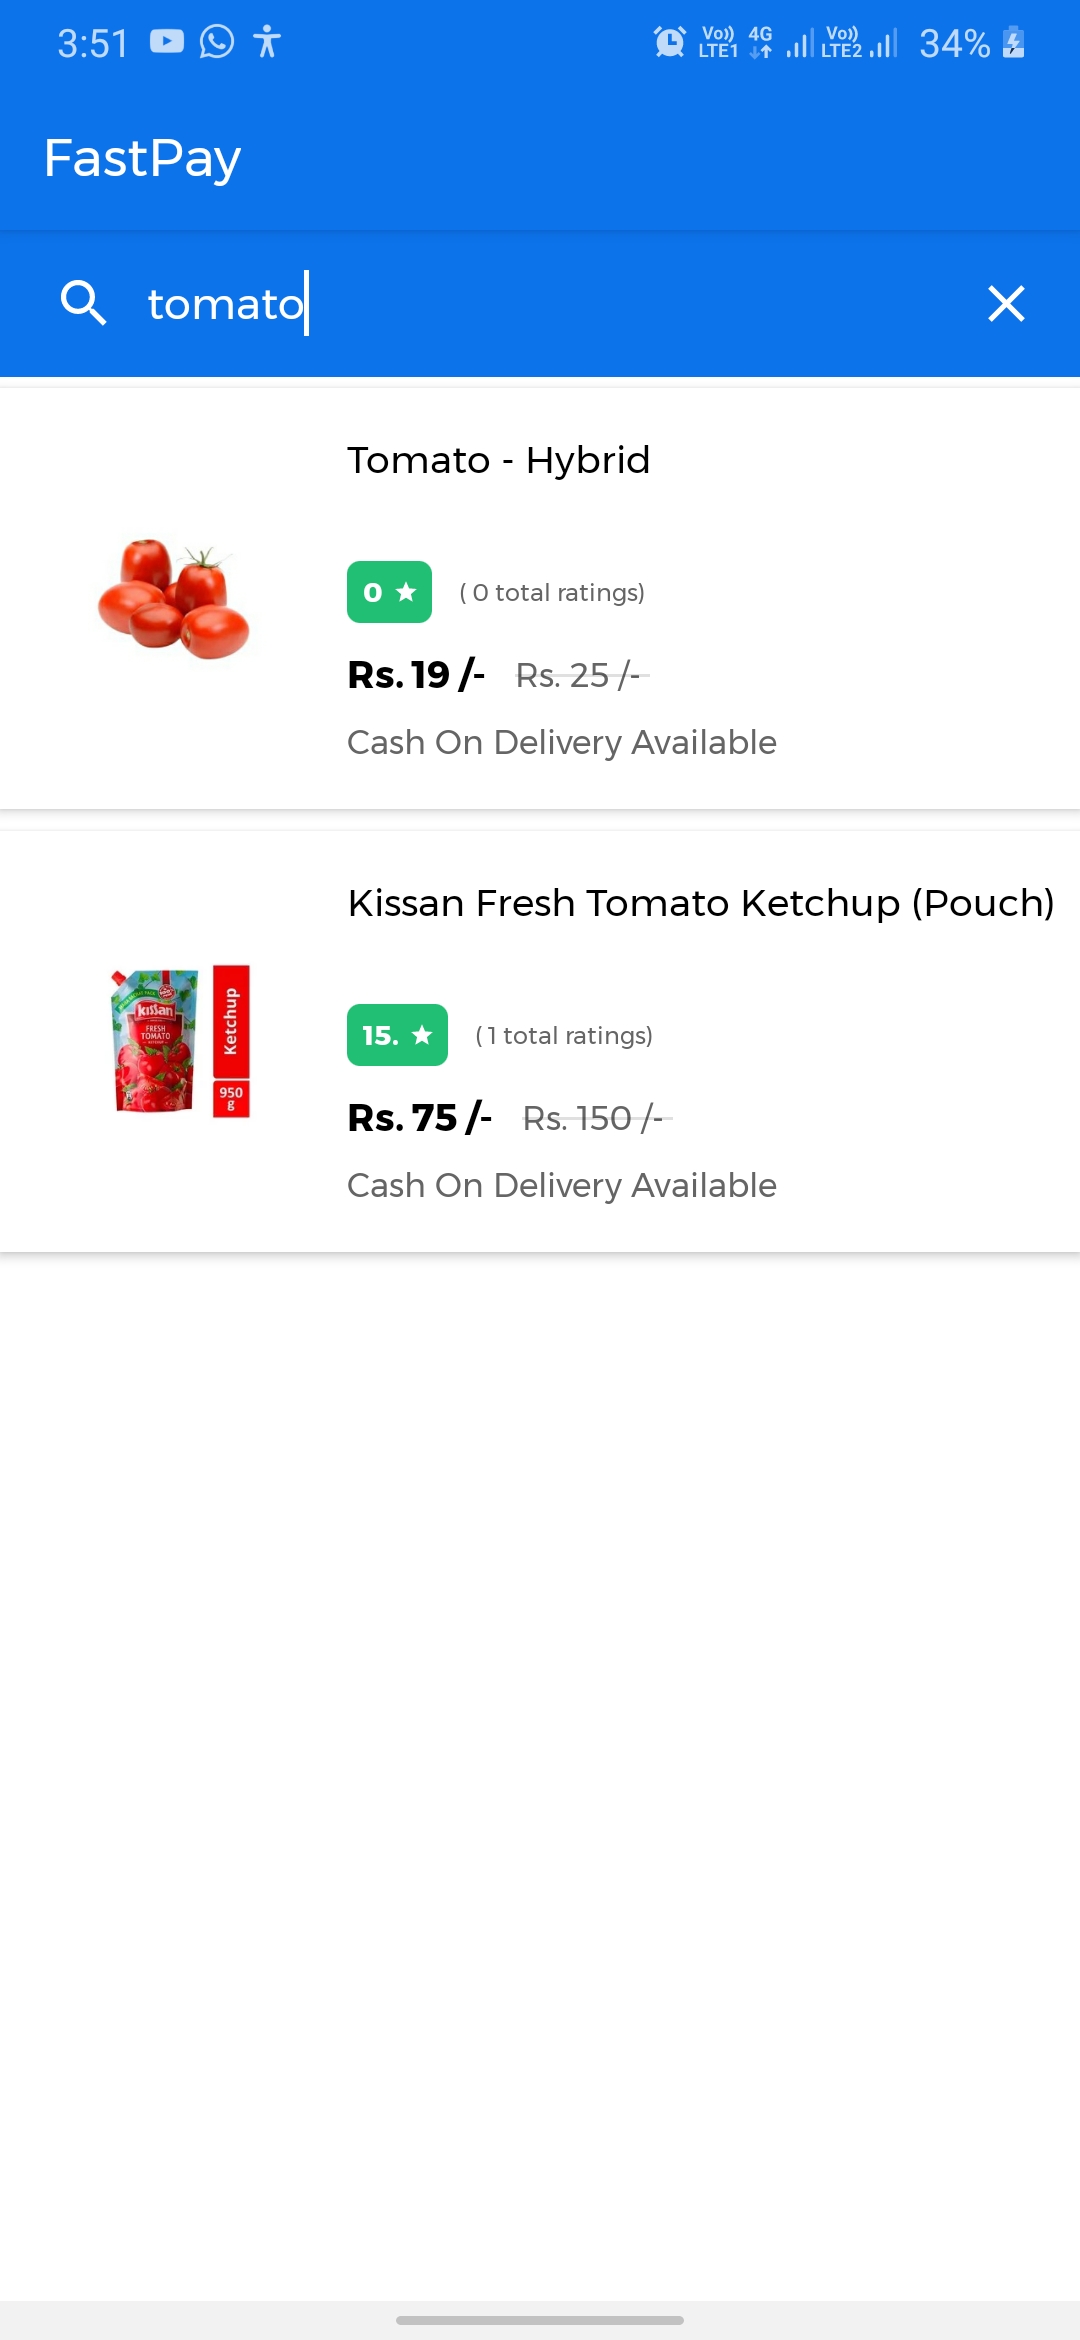 3:51 Vo)) LTE1 4G Vo)) LTE2 34%
FastPay
tomato
Tomato - Hybrid
0 ★ ( 0 total ratings)
Rs. 19 /- Rs. 25 /-
Cash On Delivery Available
Kissan Fresh Tomato Ketchup (Pouch)
Kissan
FRESH
TOMATO
Ketchup
950
g
15. ★ ( 1 total ratings)
Rs. 75 /- Rs. 150 /-
Cash On Delivery Available